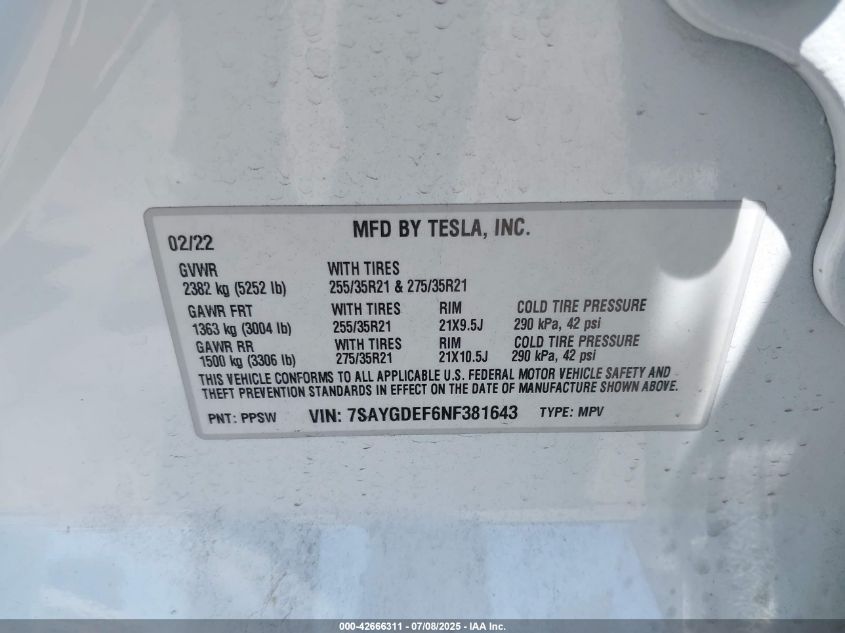 MFD BY TESLA, INC.
02/22
GVWR WITH TIRES
2382 kg (5252 lb) 255/35R21 & 275/35R21
GAWR FRT WITH TIRES RIM COLD TIRE PRESSURE
1363 kg (3004 lb) 255/35R21 21X9.5J 290 kPa, 42 psi
GAWR RR WITH TIRES RIM COLD TIRE PRESSURE
1500 kg (3306 lb) 275/35R21 21X10.5J 290 kPa, 42 psi
THIS VEHICLE CONFORMS TO ALL APPLICABLE U.S. FEDERAL MOTOR VEHICLE SAFETY AND
THEFT PREVENTION STANDARDS IN EFFECT ON THE DATE OF MANUFACTURE SHOWN ABOVE.
PNT: PPSW VIN: 7SAYGDEF6NF381643 TYPE: MPV
000-42666311 - 07/08/2025 - IAA Inc.